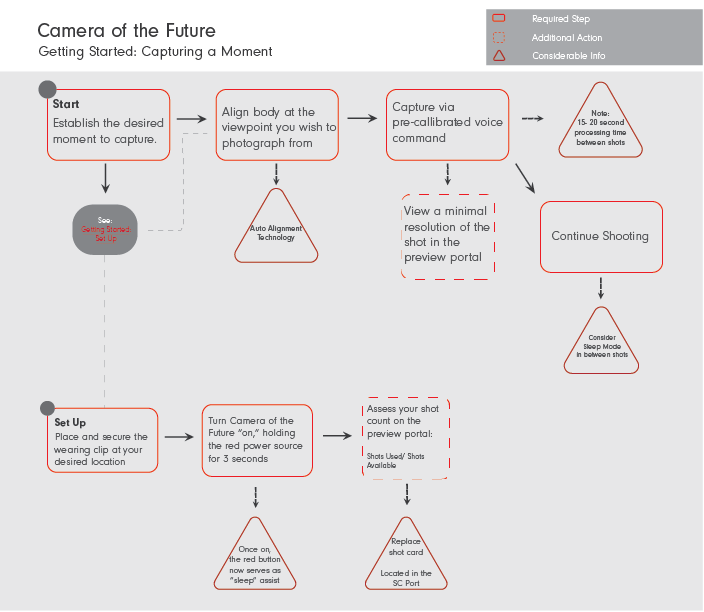 Camera of the Future
Getting Started: Capturing a Moment
Required Step
Additional Action
Considerable Info
Start
Establish the desired
moment to capture.
Align body at the
viewpoint you wish to
photograph from
Capture via
pre-callibrated voice
command
Note:
15- 20 second
processing time
between shots
See:
Getting Started:
Set Up
Auto Alignment
Technology
View a minimal
resolution of the
shot in the
preview portal
Continue Shooting
Consider
Sleep Mode
in between shots
Set Up
Place and secure the
wearing clip at your
desired location
Turn Camera of the
Future "on," holding
the red power source
for 3 seconds
Assess your shot
count on the
preview portal:
Shots Used/ Shots
Available
Once on,
the red button
now serves as
"sleep" assist
Replace
shot card
Located in the
SC Port